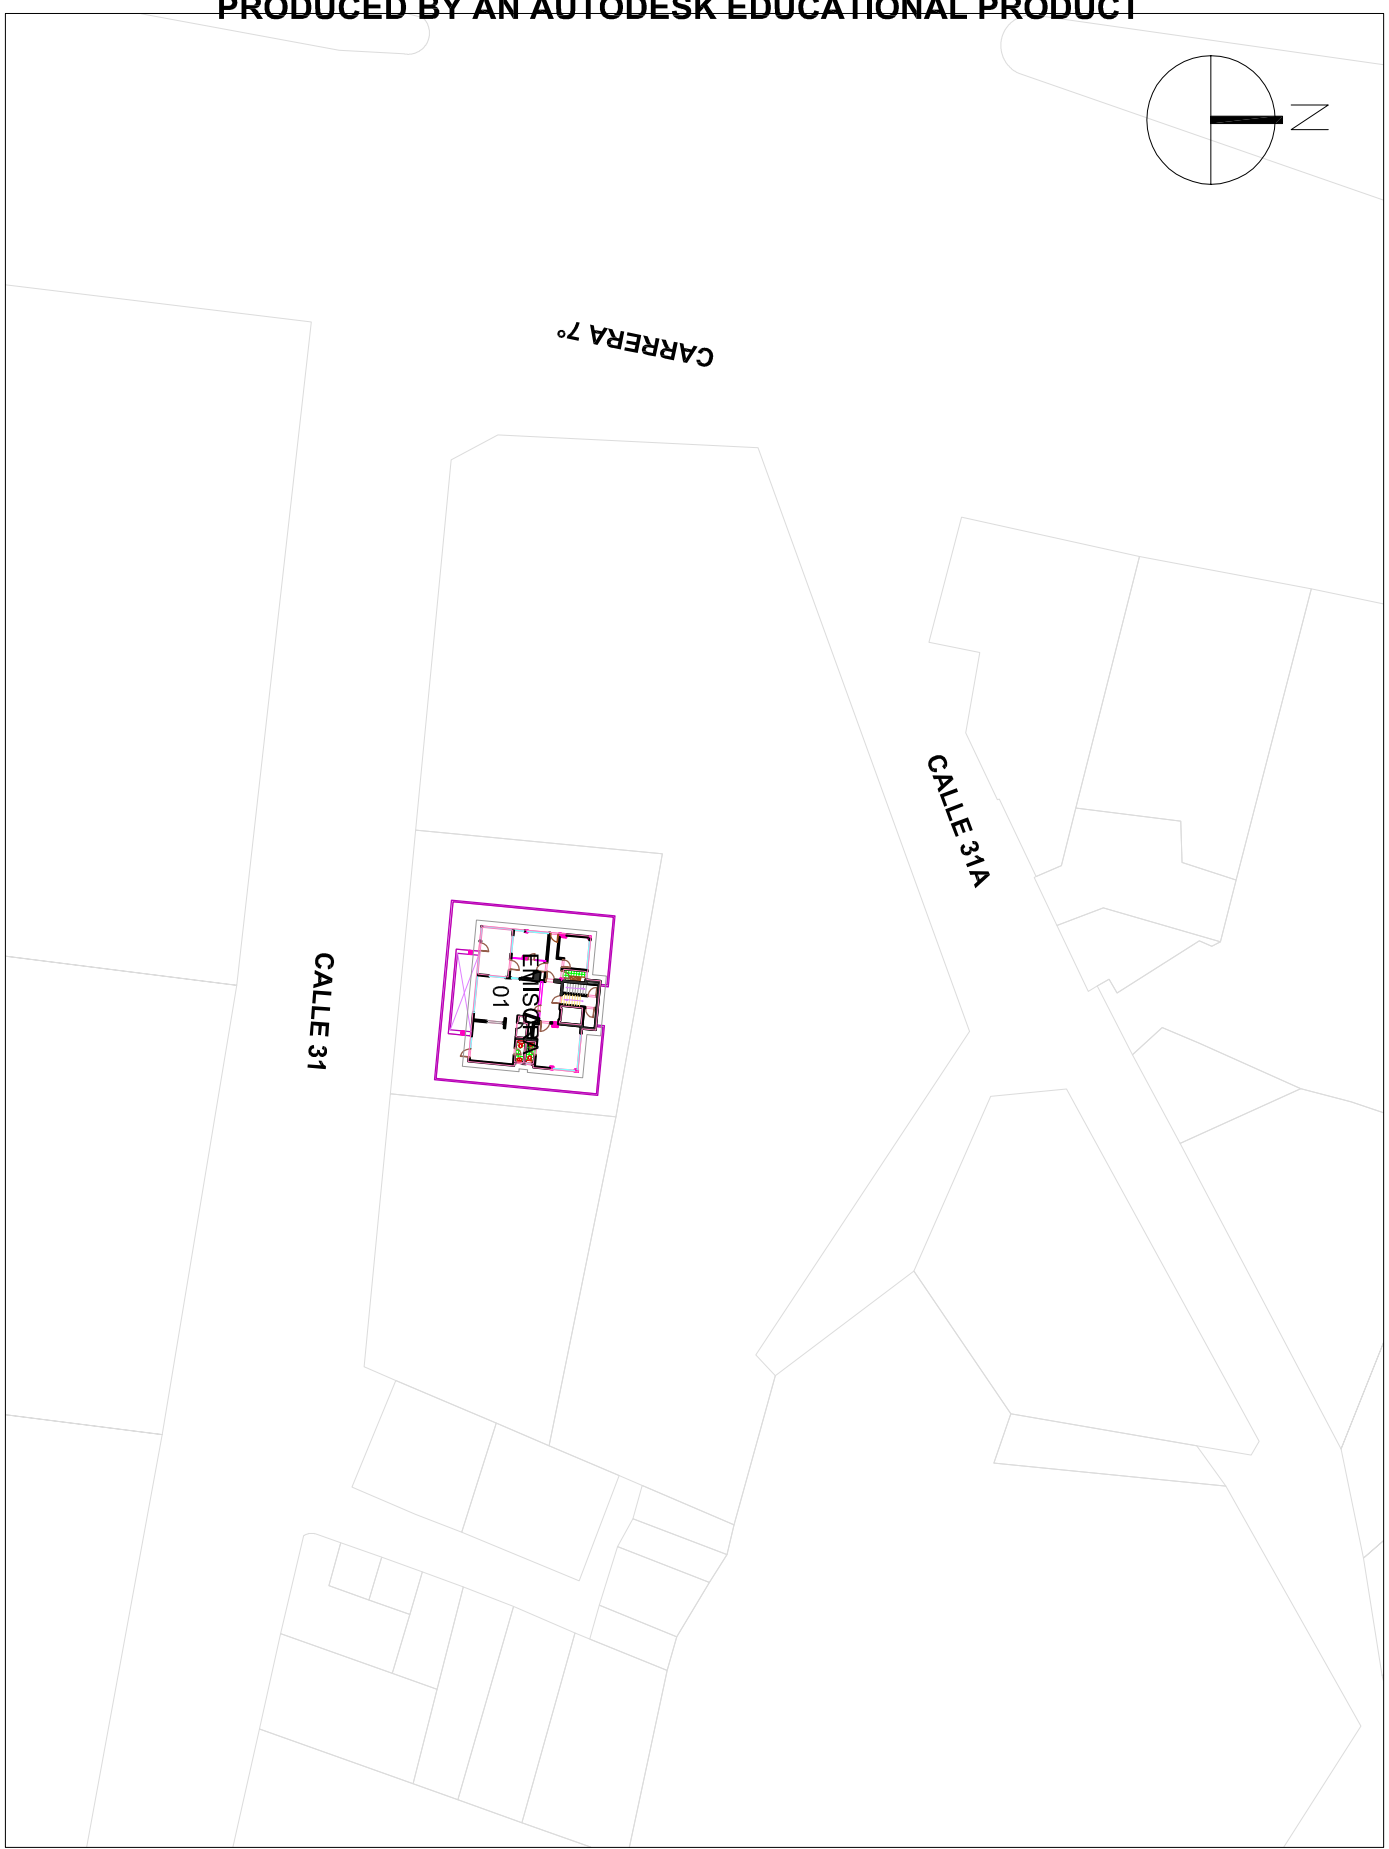 PRODUCED BY AN AUTODESK EDUCATIONAL PRODUCT
N
CARRERA 7°
CALLE 31A
CALLE 31
EMISORA
01